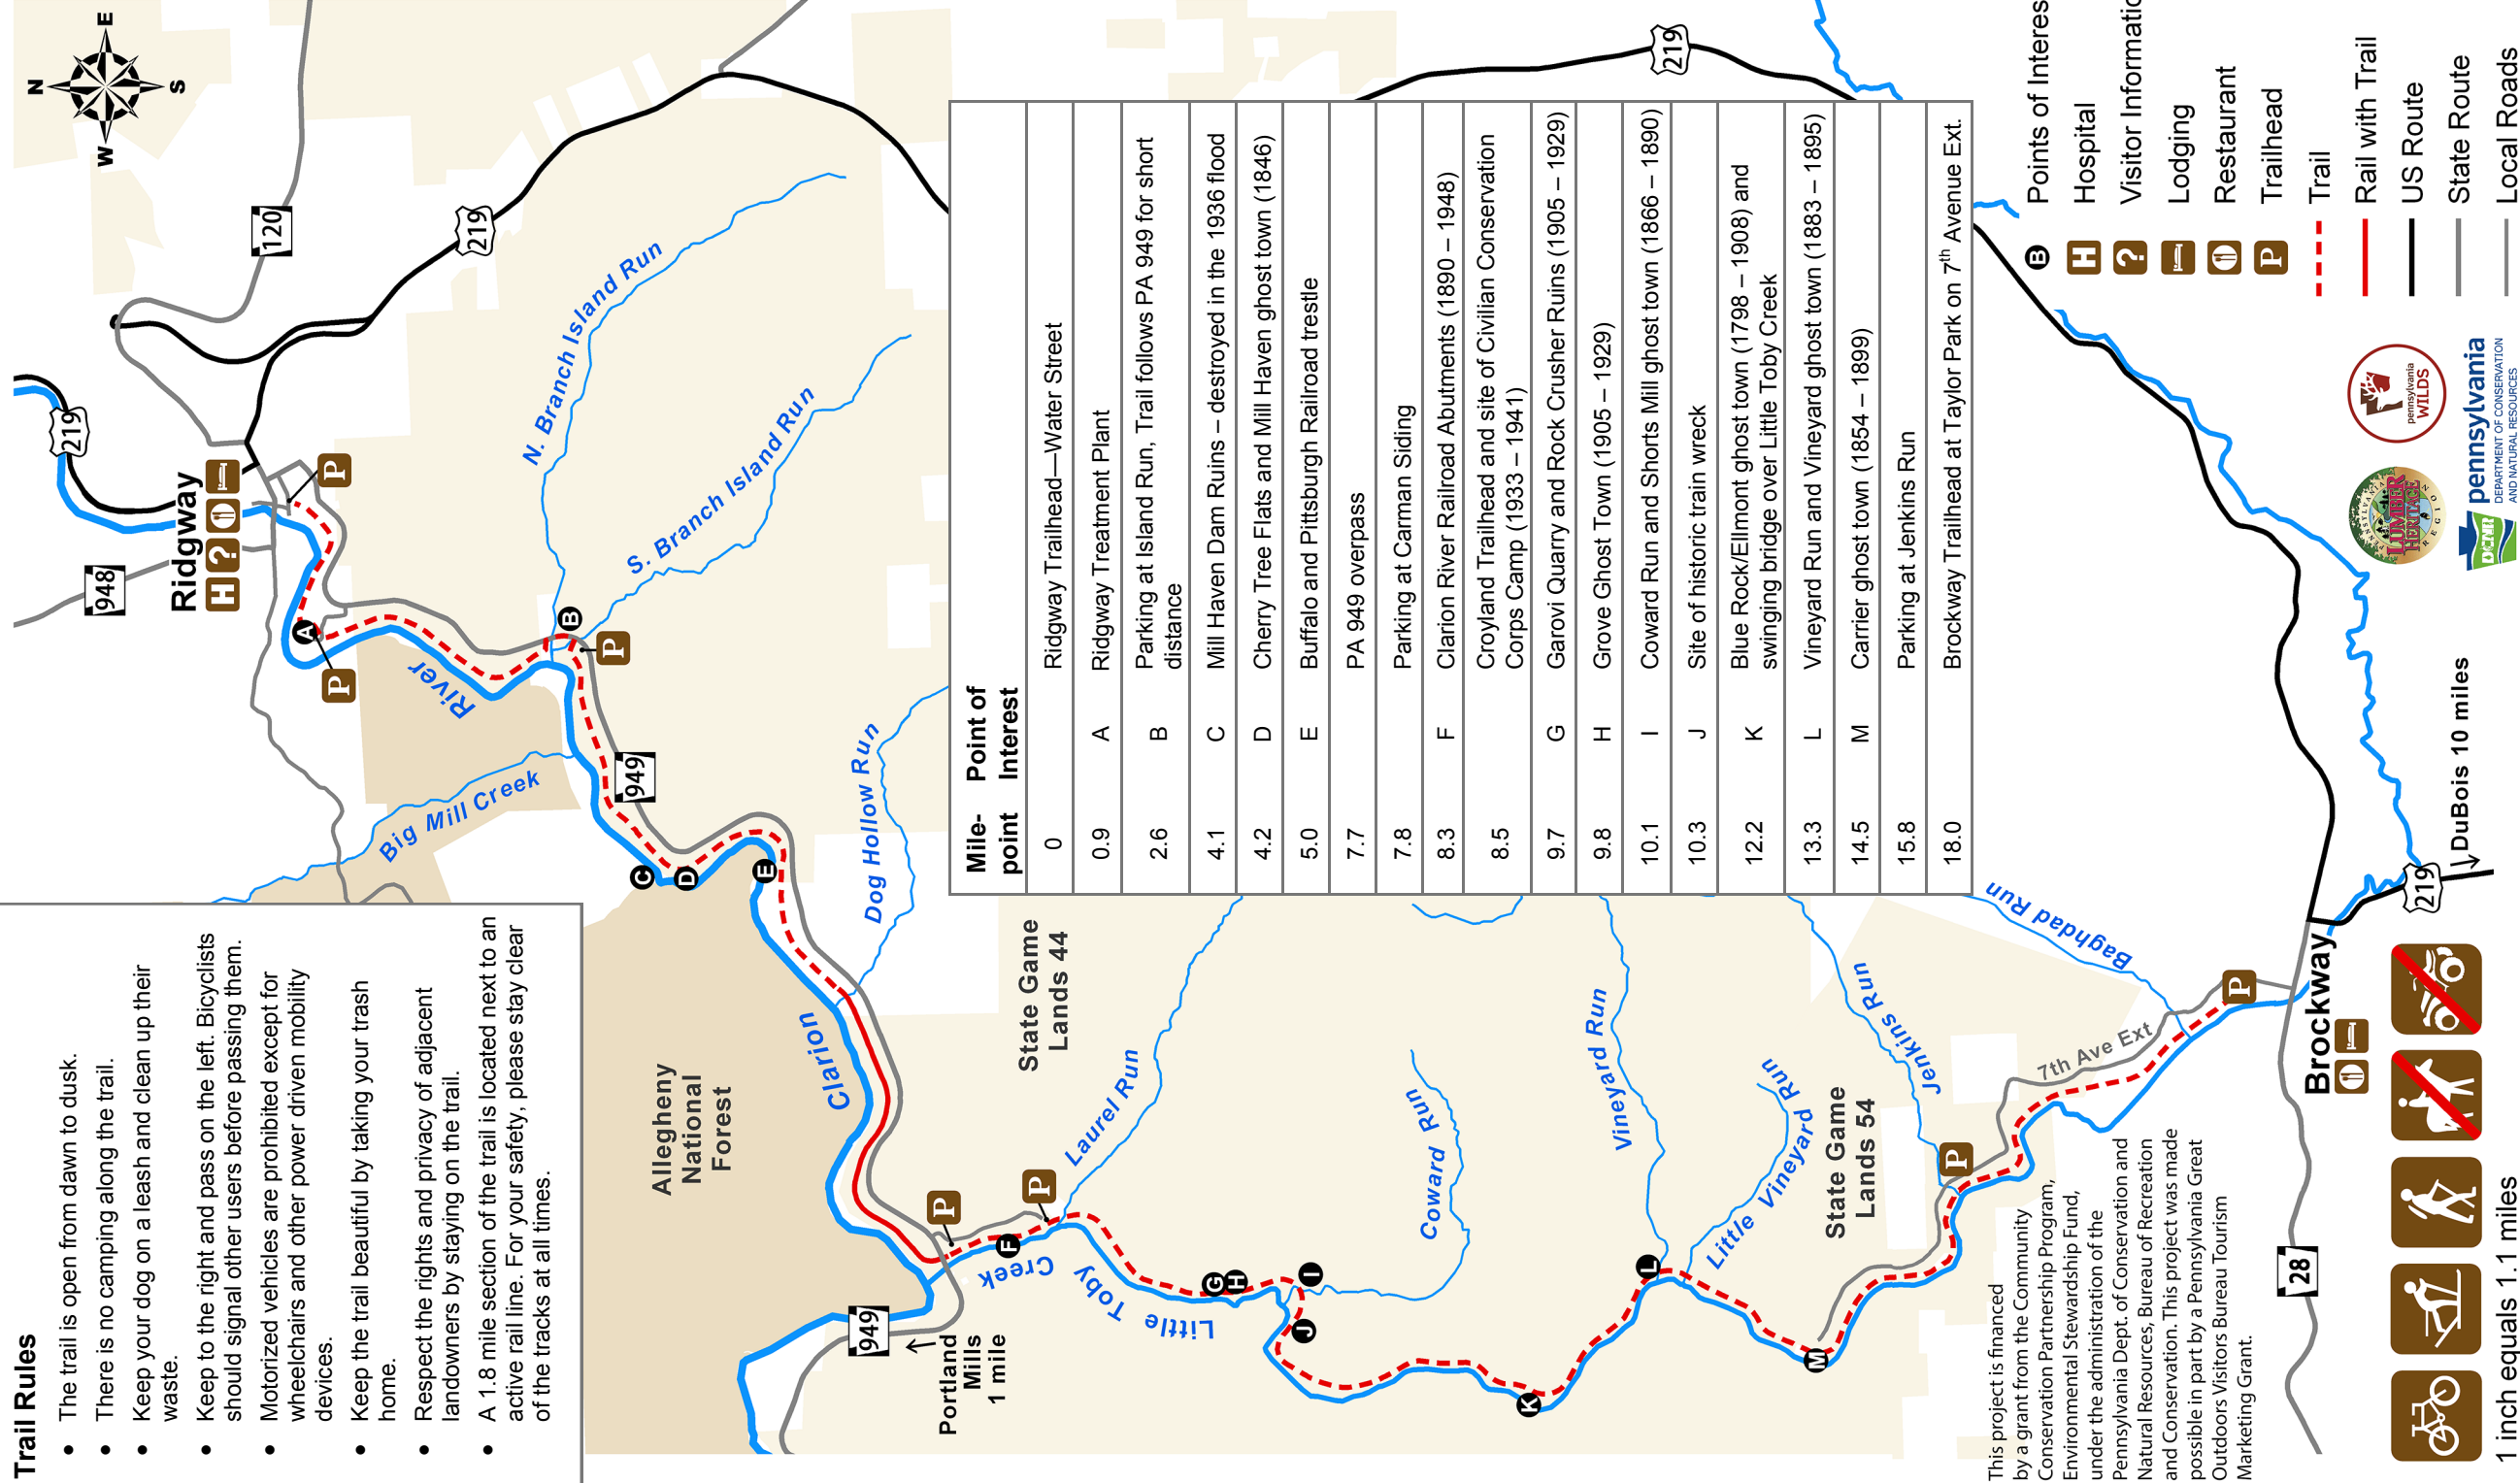 Trail Rules
• The trail is open from dawn to dusk.
• There is no camping along the trail.
• Keep your dog on a leash and clean up their
waste.
• Keep to the right and pass on the left. Bicyclists
should signal other users before passing them.
• Motorized vehicles are prohibited except for
wheelchairs and other power driven mobility
devices.
• Keep the trail beautiful by taking your trash
home.
• Respect the rights and privacy of adjacent
landowners by staying on the trail.
• A 1.8 mile section of the trail is located next to an
active rail line. For your safety, please stay clear
of the tracks at all times.
N
E
S
W
120
219
219
948
Ridgway
H ? 
P
A
P
River
N. Branch Island Run
S. Branch Island Run
B
P
Big Mill Creek
949
C
D
E
Dog Hollow Run
Clarion
Allegheny
National
Forest
State Game
Lands 44
949
Portland
Mills
1 mile
P
P
F
Laurel Run
Little Toby Creek
G
H
I
J
Coward Run
K
Vineyard Run
L
Little Vineyard Run
M
State Game
Lands 54
Jenkins Run
P
7th Ave Ext
Baghdad Run
P
Brockway
28
219
219
DuBois 10 miles
Mile-
point
Point of
Interest
0 Ridgway Trailhead—Water Street
0.9 A Ridgway Treatment Plant
2.6 B Parking at Island Run, Trail follows PA 949 for short
distance
4.1 C Mill Haven Dam Ruins – destroyed in the 1936 flood
4.2 D Cherry Tree Flats and Mill Haven ghost town (1846)
5.0 E Buffalo and Pittsburgh Railroad trestle
7.7 PA 949 overpass
7.8 Parking at Carman Siding
8.3 F Clarion River Railroad Abutments (1890 – 1948)
8.5 Croyland Trailhead and site of Civilian Conservation
Corps Camp (1933 – 1941)
9.7 G Garovi Quarry and Rock Crusher Ruins (1905 – 1929)
9.8 H Grove Ghost Town (1905 – 1929)
10.1 I Coward Run and Shorts Mill ghost town (1866 – 1890)
10.3 J Site of historic train wreck
12.2 K Blue Rock/Ellmont ghost town (1798 – 1908) and
swinging bridge over Little Toby Creek
13.3 L Vineyard Run and Vineyard ghost town (1883 – 1895)
14.5 M Carrier ghost town (1854 – 1899)
15.8 Parking at Jenkins Run
18.0 Brockway Trailhead at Taylor Park on 7th Avenue Ext.
B Points of Interes
H Hospital
? Visitor Informatio
Lodging
Restaurant
P Trailhead
Trail
Rail with Trail
US Route
State Route
Local Roads
This project is financed
by a grant from the Community
Conservation Partnership Program,
Environmental Stewardship Fund,
under the administration of the
Pennsylvania Dept. of Conservation and
Natural Resources, Bureau of Recreation
and Conservation. This project was made
possible in part by a Pennsylvania Great
Outdoors Visitors Bureau Tourism
Marketing Grant.
1 inch equals 1.1 miles
PENNSYLVANIA
LUMBER
HERITAGE
REGION
pennsylvania
WILDS
dcnr
pennsylvania
DEPARTMENT OF CONSERVATION
AND NATURAL RESOURCES